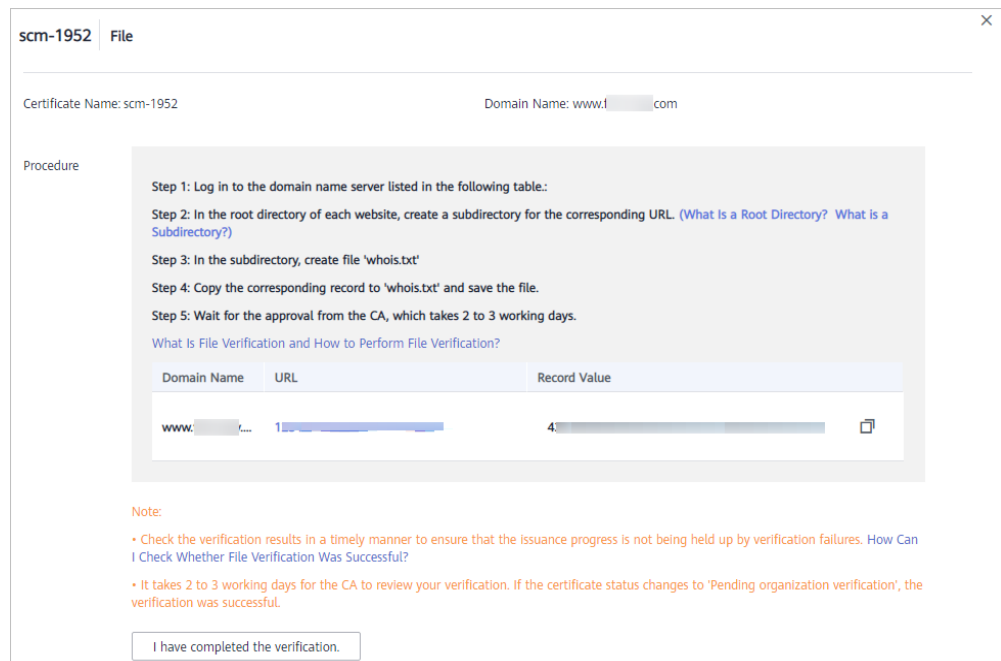 scm-1952 File
Certificate Name: scm-1952 Domain Name: www. com
Procedure
Step 1: Log in to the domain name server listed in the following table.:
Step 2: In the root directory of each website, create a subdirectory for the corresponding URL. (What Is a Root Directory? What is a
Subdirectory?)
Step 3: In the subdirectory, create file 'whois.txt'
Step 4: Copy the corresponding record to 'whois.txt' and save the file.
Step 5: Wait for the approval from the CA, which takes 2 to 3 working days.
What Is File Verification and How to Perform File Verification?
Domain Name URL Record Value
www. ....
Note:
• Check the verification results in a timely manner to ensure that the issuance progress is not being held up by verification failures. How Can
I Check Whether File Verification Was Successful?
• It takes 2 to 3 working days for the CA to review your verification. If the certificate status changes to 'Pending organization verification', the
verification was successful.
I have completed the verification.